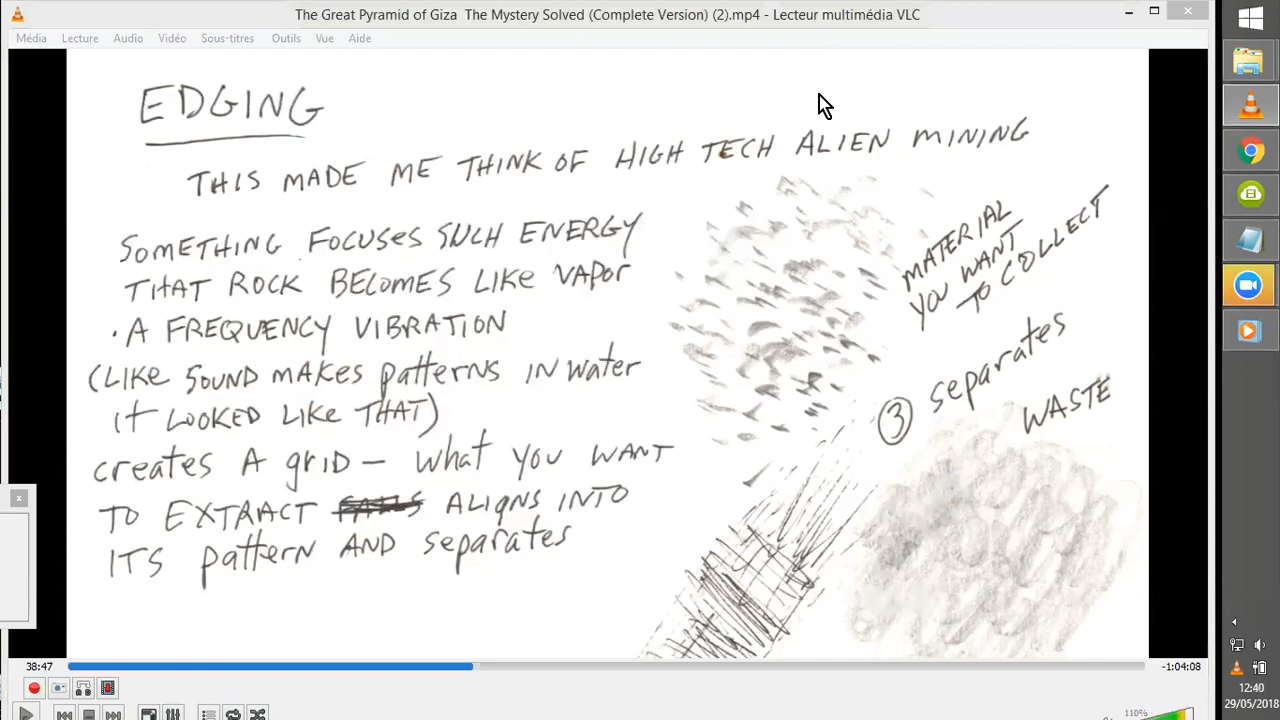 The Great Pyramid of Giza  The Mystery Solved (Complete Version) (2).mp4 - Lecteur multimédia VLC
Média Lecture Audio Vidéo Sous-titres Outils Vue Aide
EDGING
THIS MADE ME THINK OF HIGH TECH ALIEN MINING
SOMETHING FOCUSES SUCH ENERGY
THAT ROCK BECOMES LIKE VAPOR
. A FREQUENCY VIBRATION
(LIKE SOUND MAKES patterns IN water
it LOOKED LIKE THAT)
creates A grID — what you WANT
TO EXTRACT ALIGNS INTO
ITS pattern AND separates
MATERIAL
YOU WANT
TO COLLECT
③ separates
WASTE
38:47
-1:04:08
110%
12:40
29/05/2018